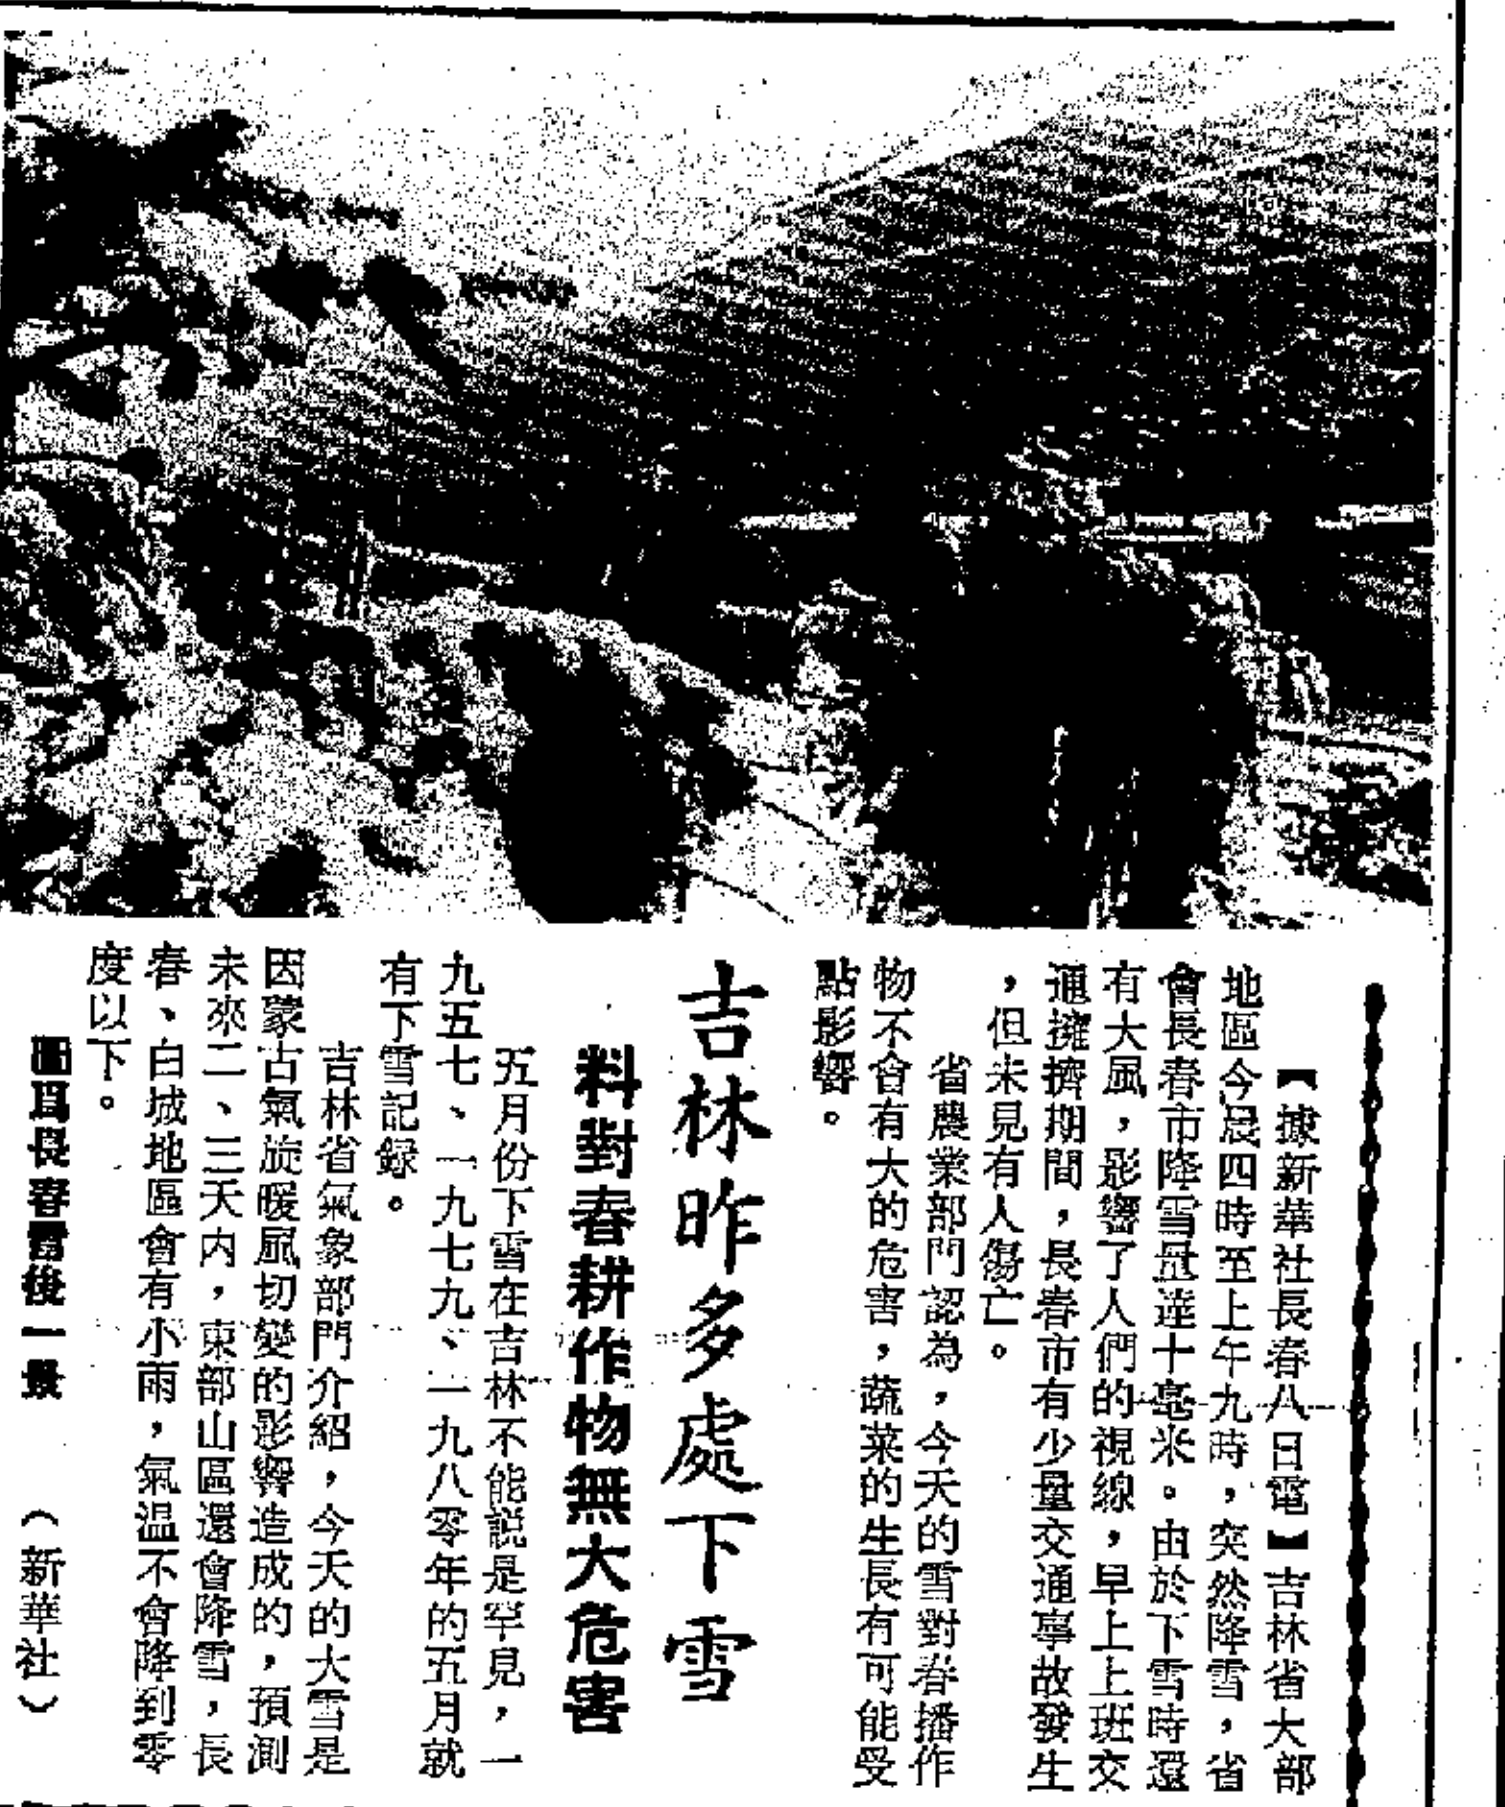 吉林昨多處下雪
料對春耕作物無大危害
【據新華社長春八日電】吉林省大部
地區今晨四時至上午九時，突然降雪，省
會長春市降雪量達十毫米。由於下雪時還
有大風，影響了人們的視線，早上上班交
通擁擠期間，長春市有少量交通事故發生
，但未見有人傷亡。
省農業部門認為，今天的雪對春播作
物不會有大的危害，蔬菜的生長有可能受
點影響。
五月份下雪在吉林不能説是罕見，一
九五七、一九七九、一九八零年的五月就
有下雪記録。
吉林省氣象部門介紹，今天的大雪是
因蒙古氣旋暖風切變的影響造成的，預測
未來二、三天内，東部山區還會降雪，長
春、白城地區會有小雨，氣温不會降到零
度以下。
圖爲長春雪後一景　（新華社）